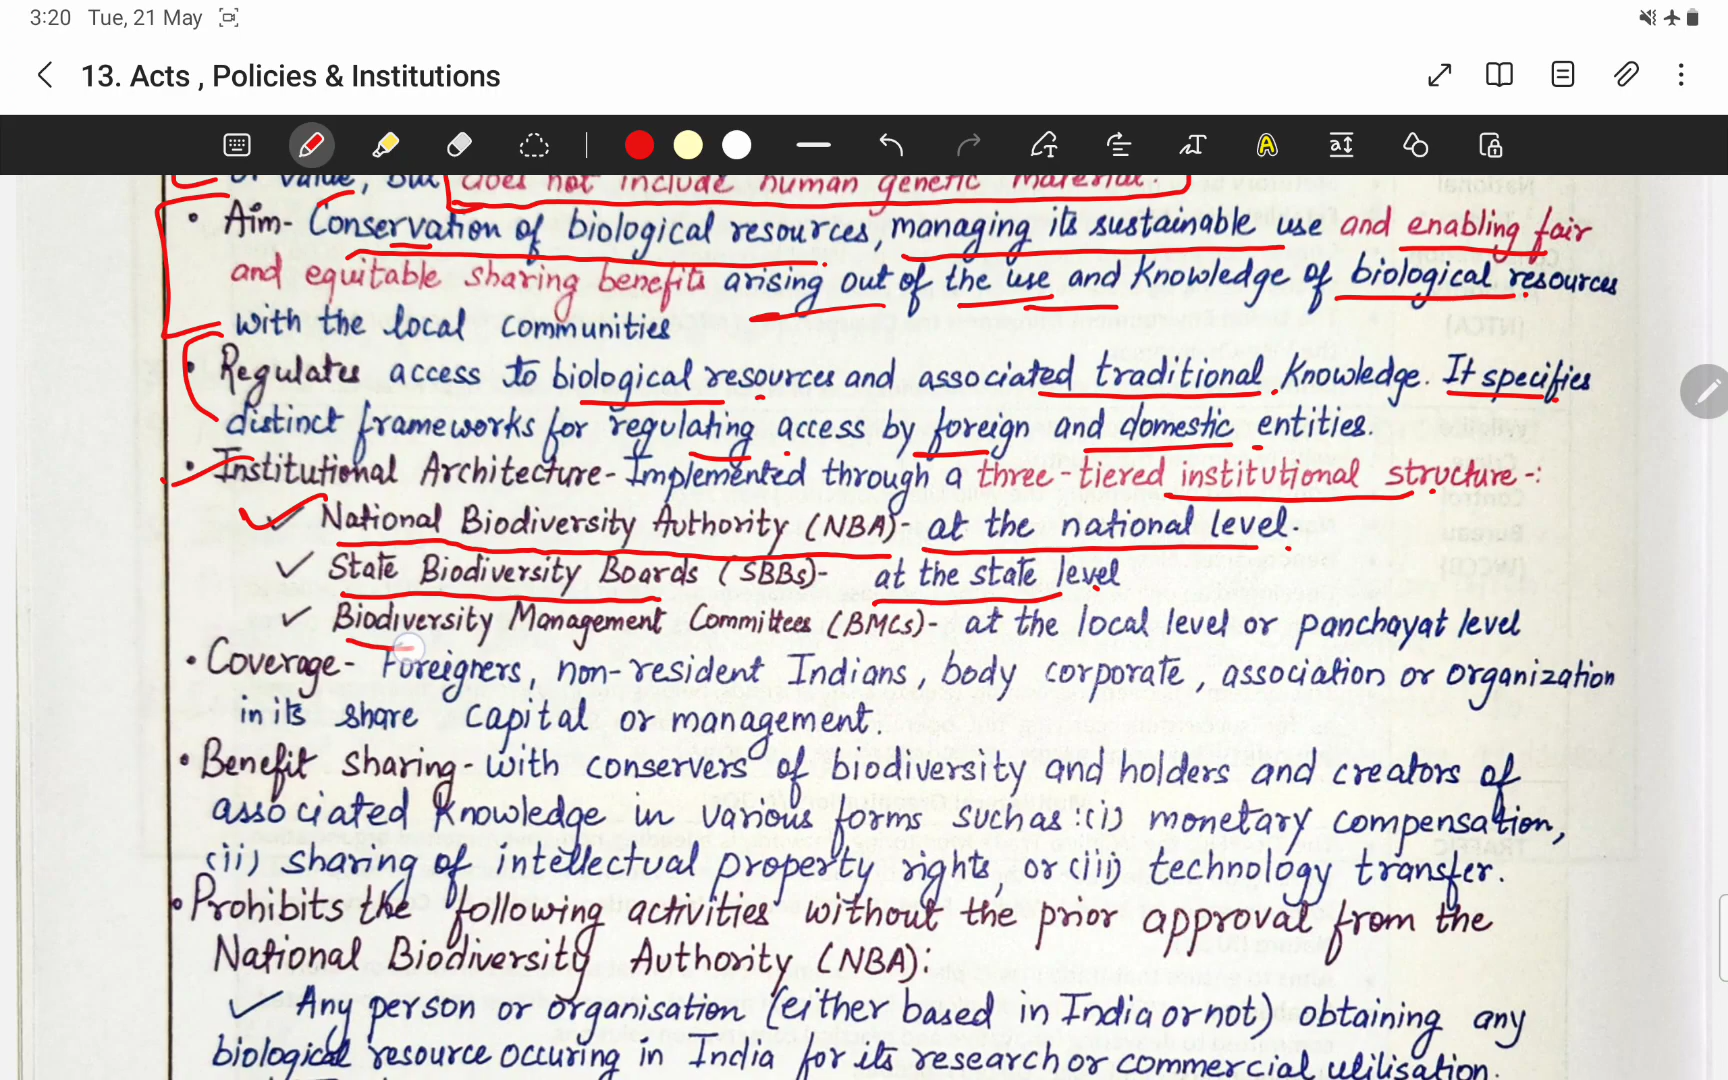 3:20 Tue, 21 May
13. Acts , Policies & Institutions
or value, but does not include human genetic material.
• Aim- Conservation of biological resources, managing its sustainable use and enabling fair
and equitable sharing benefits arising out of the use and Knowledge of biological resources
with the local communities
• Regulates access to biological resources and associated traditional Knowledge. It specifies
distinct frameworks for regulating access by foreign and domestic entities.
• Institutional Architecture- Implemented through a three-tiered institutional structure-:
✓ National Biodiversity Authority (NBA)- at the national level.
✓ State Biodiversity Boards (SBBs)- at the state level
✓ Biodiversity Management Committees (BMCs)- at the local level or panchayat level
• Coverage- Foreigners, non-resident Indians, body corporate, association or organization
in its share capital or management.
• Benefit sharing- with conservers of biodiversity and holders and creators of
associated Knowledge in various forms such as :(i) monetary compensation,
(ii) sharing of intellectual property rights, or (iii) technology transfer.
• Prohibits the following activities without the prior approval from the
National Biodiversity Authority (NBA):
✓ Any person or organisation (either based in India or not) obtaining any
biological resource occuring in India for its research or commercial utilisation.